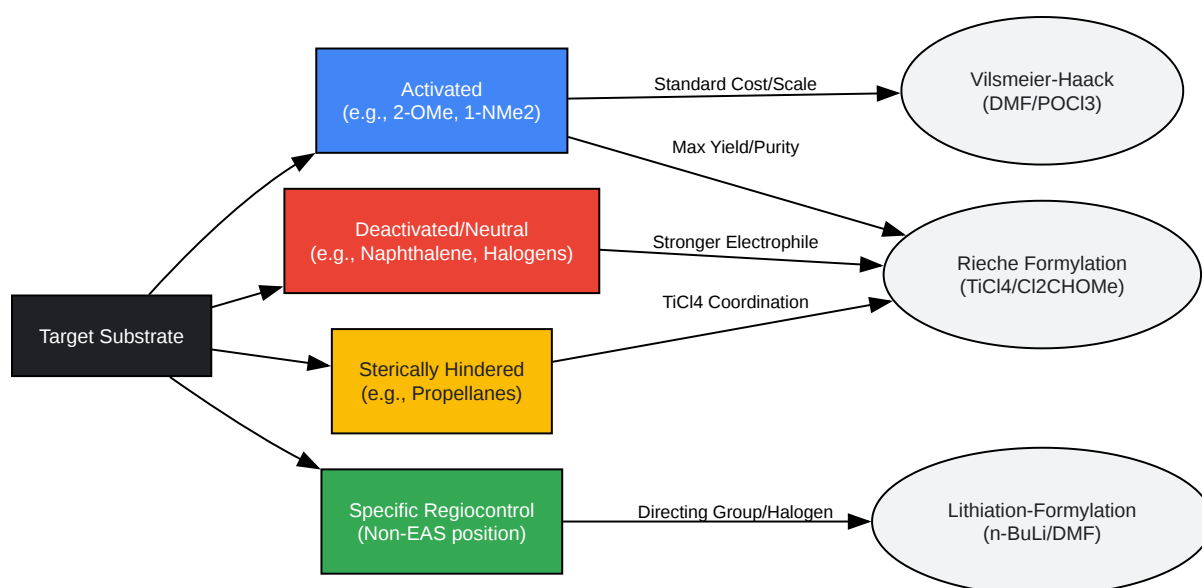 Activated
(e.g., 2-OMe, 1-NMe2)
Standard Cost/Scale
Vilsmeier-Haack
(DMF/POCl3)
Max Yield/Purity
Deactivated/Neutral
(e.g., Naphthalene, Halogens)
Stronger Electrophile
Rieche Formylation
(TiCl4/Cl2CHOMe)
TiCl4 Coordination
Target Substrate
Sterically Hindered
(e.g., Propellanes)
Specific Regiocontrol
(Non-EAS position)
Directing Group/Halogen
Lithiation-Formylation
(n-BuLi/DMF)